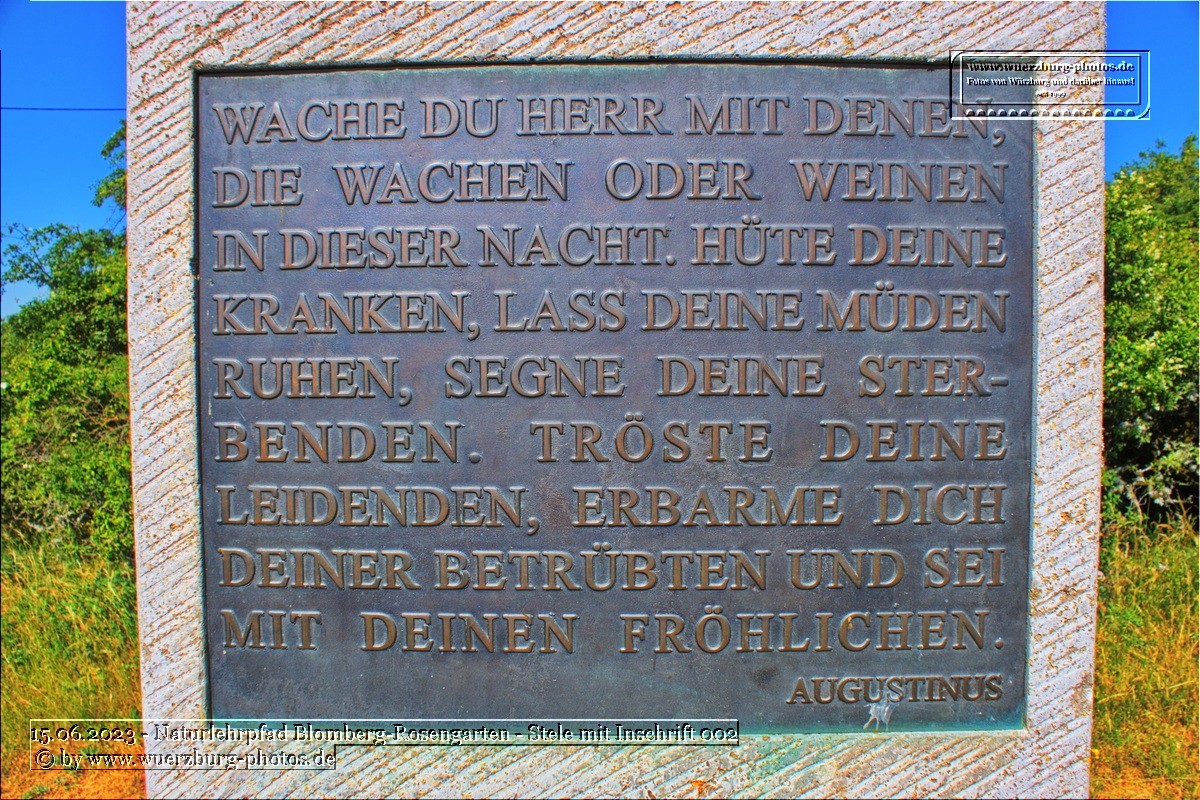 www.wuerzburg-photos.de
Fotos von Würzburg und darüber hinaus!
seit 1999
WACHE DU HERR MIT DENEN,
DIE WACHEN ODER WEINEN
IN DIESER NACHT. HÜTE DEINE
KRANKEN, LASS DEINE MÜDEN
RUHEN, SEGNE DEINE STER-
BENDEN. TRÖSTE DEINE
LEIDENDEN, ERBARME DICH
DEINER BETRÜBTEN UND SEI
MIT DEINEN FRÖHLICHEN.
AUGUSTINUS
15.06.2023 - Naturlehrpfad Blomberg-Rosengarten - Stele mit Inschrift 002
© by www.wuerzburg-photos.de